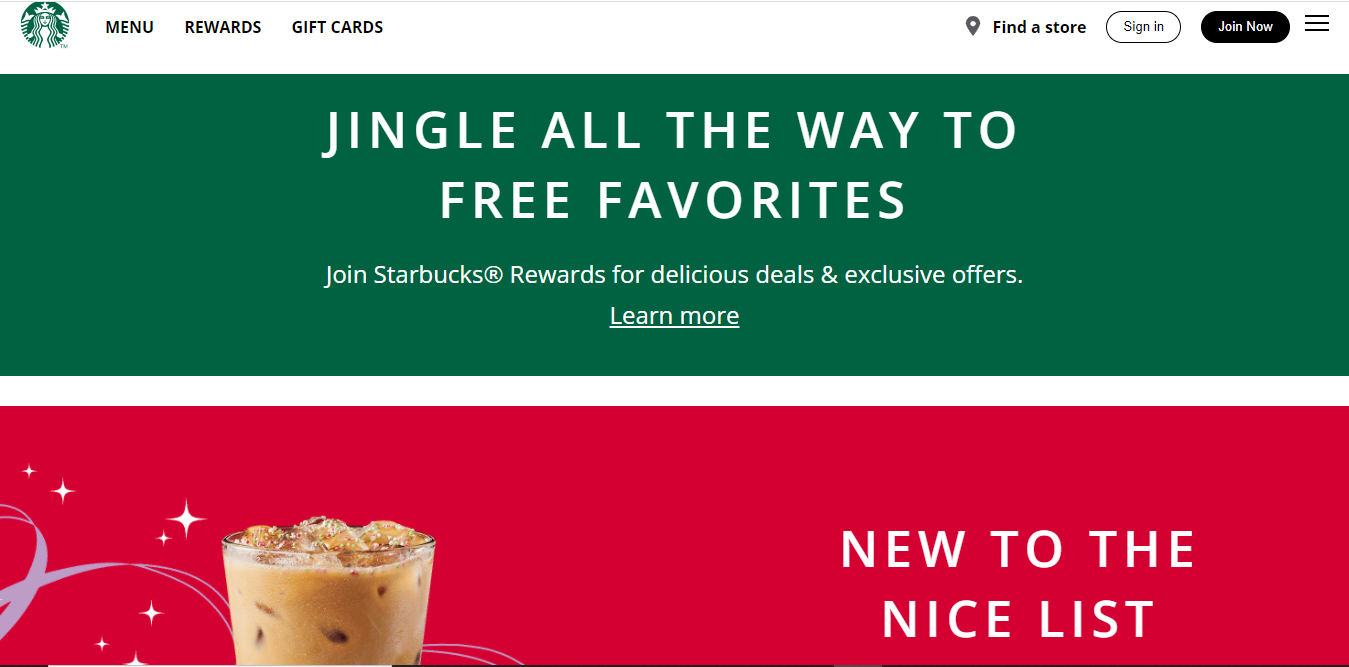 MENU REWARDS GIFT CARDS Find a store Sign in Join Now
JINGLE ALL THE WAY TO
FREE FAVORITES
Join Starbucks® Rewards for delicious deals & exclusive offers.
Learn more
NEW TO THE
NICE LIST